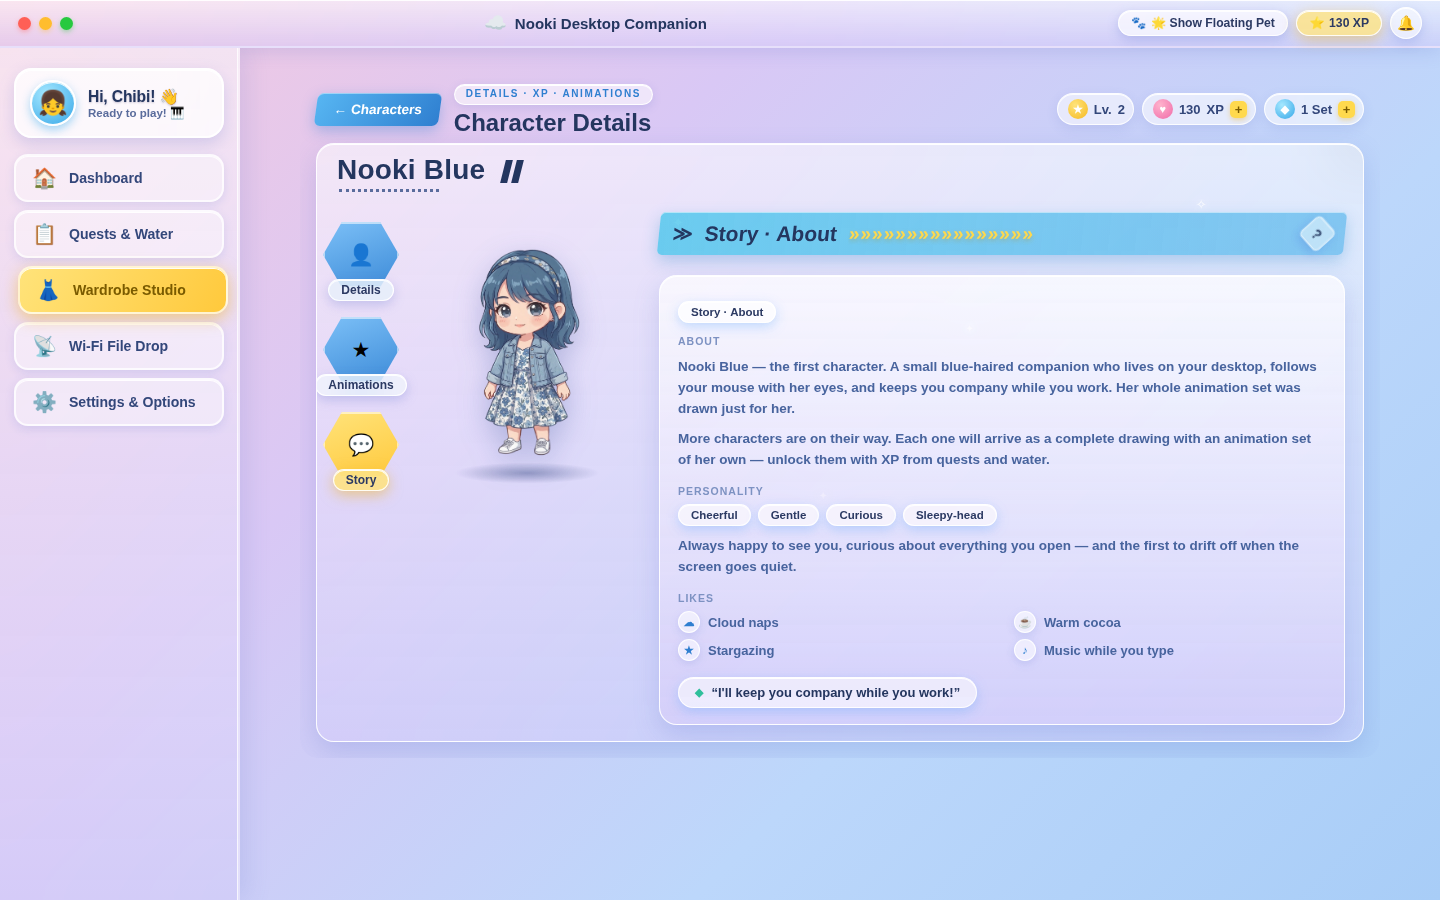 Nooki Desktop Companion
Show Floating Pet
130 XP
Hi, Chibi!
Ready to play!
Dashboard
Quests & Water
Wardrobe Studio
Wi-Fi File Drop
Settings & Options
← Characters
DETAILS · XP · ANIMATIONS
Character Details
Lv. 2
130 XP +
1 Set +
Nooki Blue
Details
Animations
Story
≫ Story · About »»»»»»»»»»»»»»»»
?
Story · About
ABOUT
Nooki Blue — the first character. A small blue-haired companion who lives on your desktop, follows
your mouse with her eyes, and keeps you company while you work. Her whole animation set was
drawn just for her.
More characters are on their way. Each one will arrive as a complete drawing with an animation set
of her own — unlock them with XP from quests and water.
PERSONALITY
Cheerful Gentle Curious Sleepy-head
Always happy to see you, curious about everything you open — and the first to drift off when the
screen goes quiet.
LIKES
Cloud naps
Warm cocoa
Stargazing
Music while you type
“I'll keep you company while you work!”